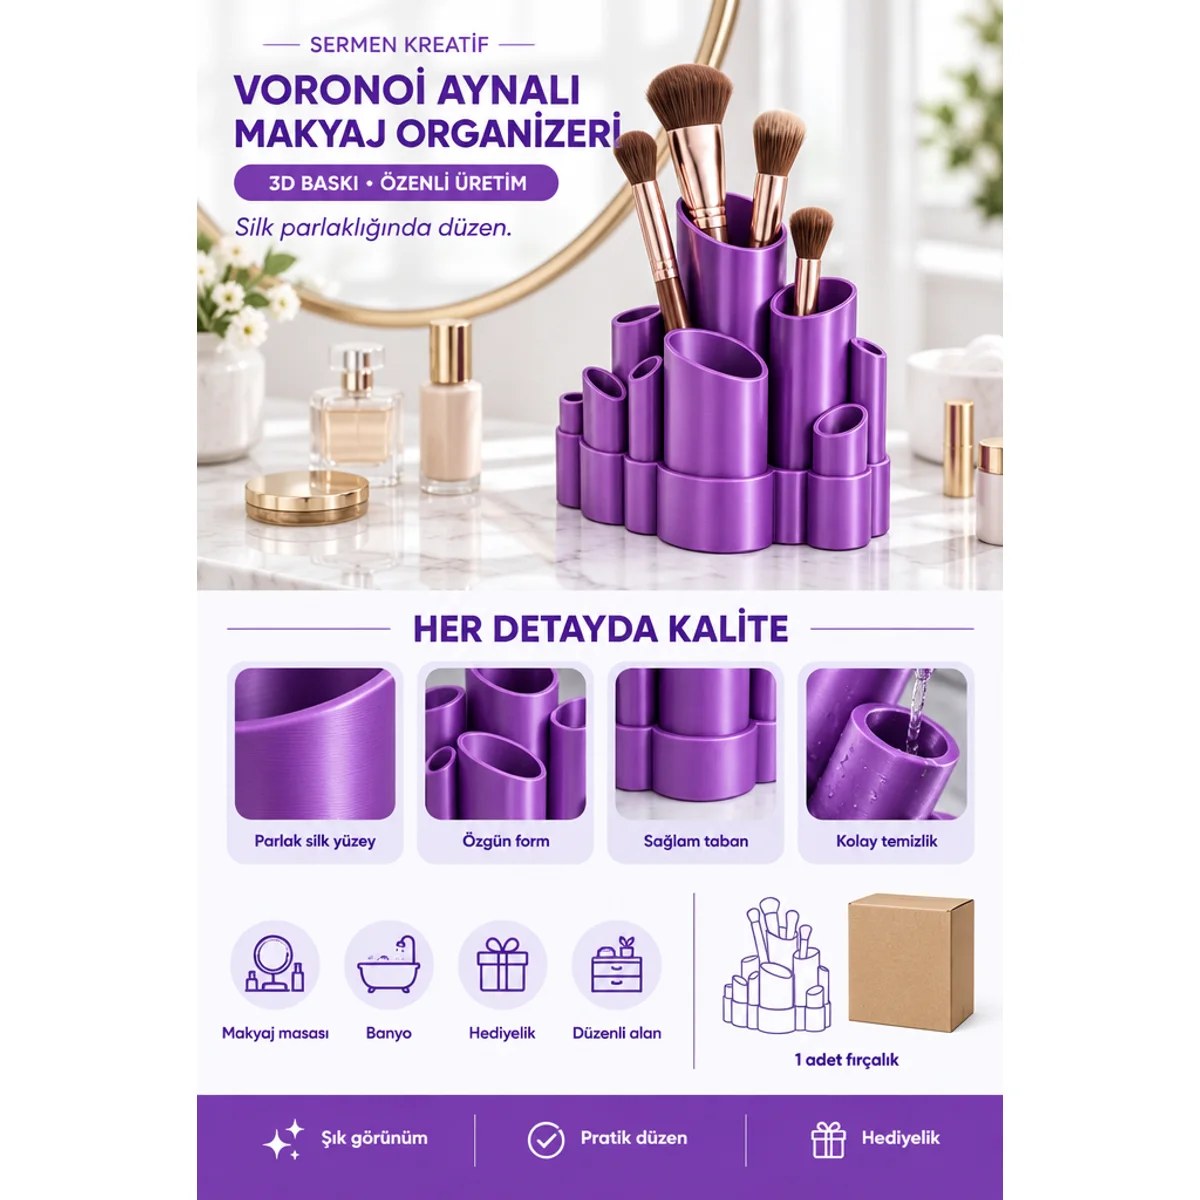 SERMEN KREATİF
VORONOİ AYNALI
MAKYAJ ORGANİZERİ
3D BASKI • ÖZENLİ ÜRETİM
Silk parlaklığında düzen.
HER DETAYDA KALİTE
Parlak silk yüzey
Özgün form
Sağlam taban
Kolay temizlik
Makyaj masası
Banyo
Hediyelik
Düzenli alan
1 adet fırçalık
Şık görünüm
Pratik düzen
Hediyelik